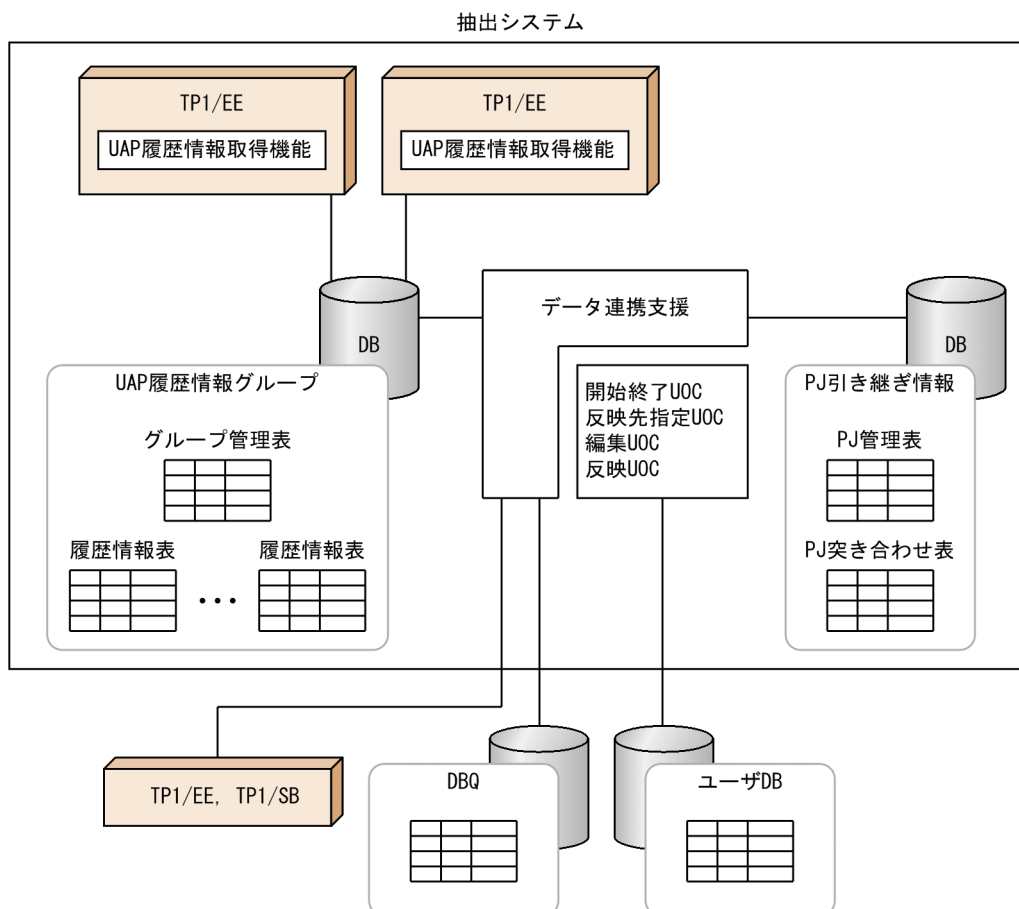 抽出システム
TP1/EE
UAP履歴情報取得機能
TP1/EE
UAP履歴情報取得機能
DB
データ連携支援
DB
UAP履歴情報グループ
グループ管理表
履歴情報表
・・・
履歴情報表
開始終了UOC
反映先指定UOC
編集UOC
反映UOC
PJ引き継ぎ情報
PJ管理表
PJ突き合わせ表
TP1/EE, TP1/SB
DBQ
ユーザDB